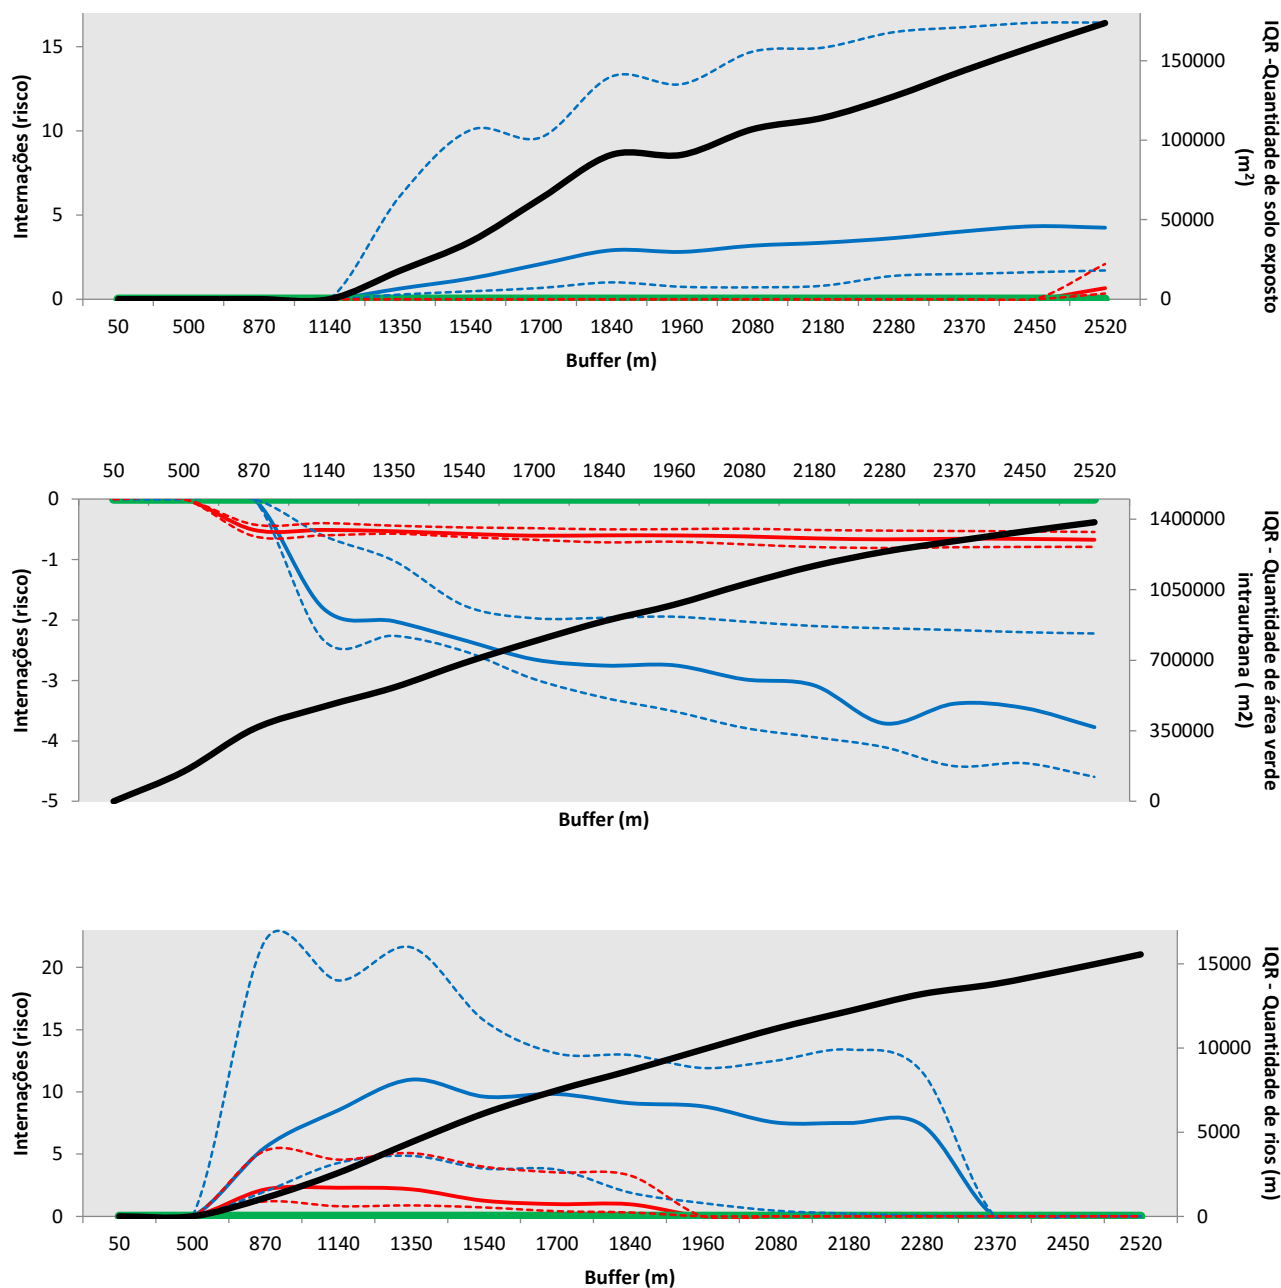 Internações (risco)
15
10
5
0
150000
100000
50000
0
IQR -Quantidade de solo exposto
(m²)
50 500 870 1140 1350 1540 1700 1840 1960 2080 2180 2280 2370 2450 2520
Buffer (m)
50 500 870 1140 1350 1540 1700 1840 1960 2080 2180 2280 2370 2450 2520
Internações (risco)
0
-1
-2
-3
-4
-5
1400000
1050000
700000
350000
0
IQR - Quantidade de área verde
intraurbana ( m2)
Buffer (m)
Internações (risco)
20
15
10
5
0
15000
10000
5000
0
IQR - Quantidade de rios (m)
50 500 870 1140 1350 1540 1700 1840 1960 2080 2180 2280 2370 2450 2520
Buffer (m)